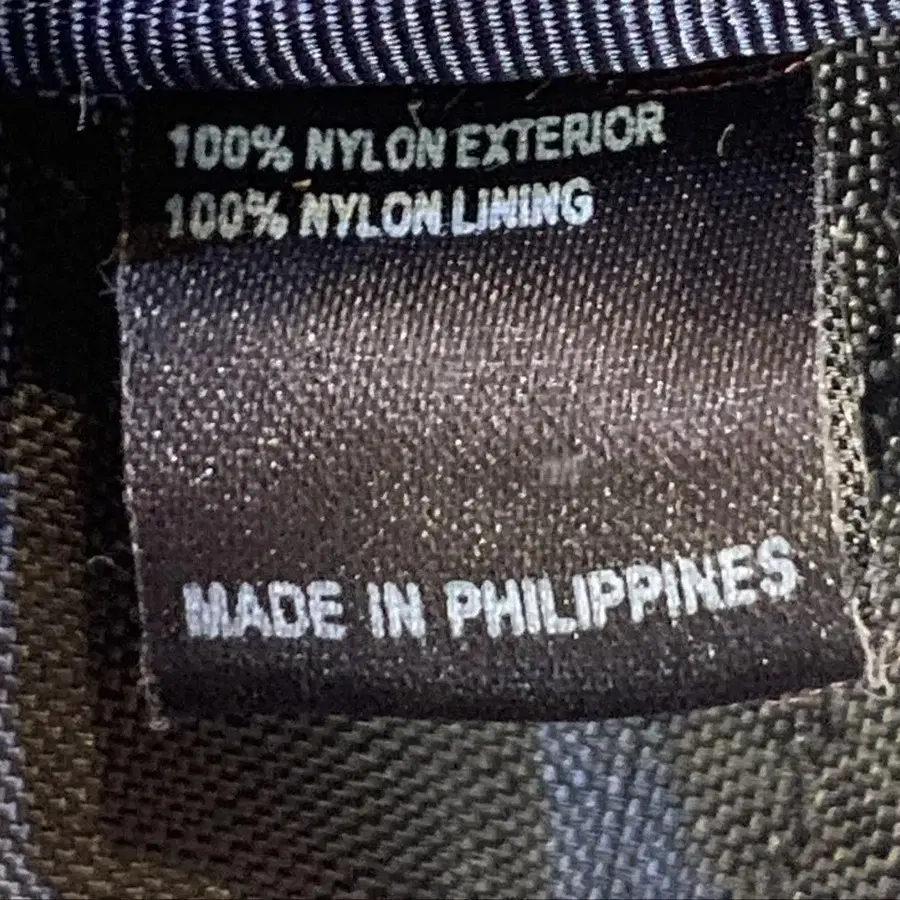 100% NYLON EXTERIOR
100% NYLON LINING
MADE IN PHILIPPINES